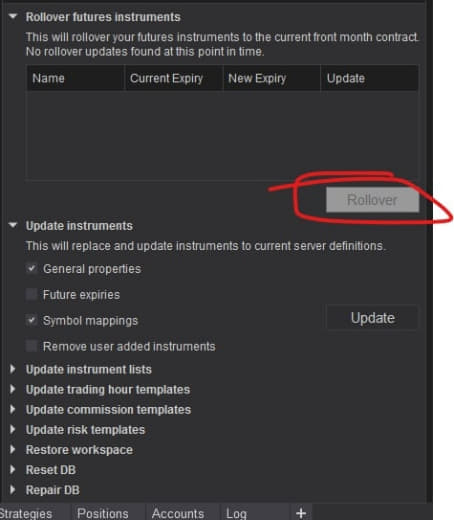 Rollover futures instruments
This will rollover your futures instruments to the current front month contract.
No rollover updates found at this point in time.
Name Current Expiry New Expiry Update
Rollover
Update instruments
This will replace and update instruments to current server definitions.
General properties
Future expiries
Symbol mappings
Update
Remove user added instruments
Update instrument lists
Update trading hour templates
Update commission templates
Update risk templates
Restore workspace
Reset DB
Repair DB
Strategies Positions Accounts Log +